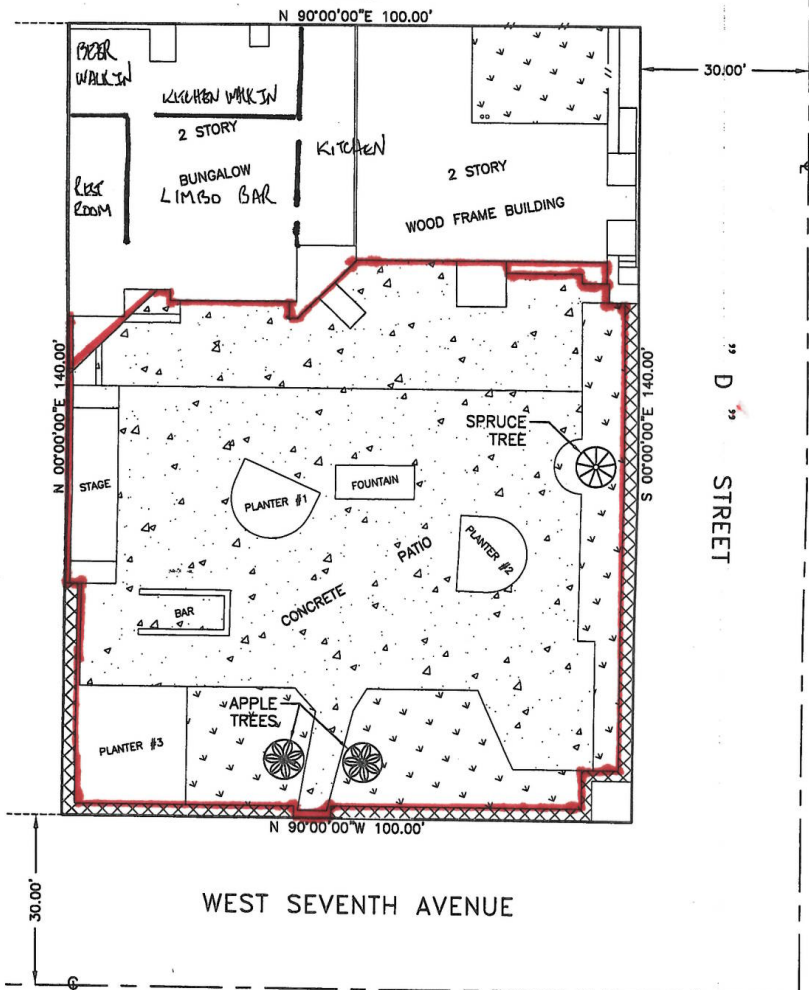 N 90°00'00"E 100.00'
BEER
WALK IN
KITCHEN WALK IN
2 STORY
BUNGALOW
LIMBO BAR
REST
ROOM
KITCHEN
2 STORY
WOOD FRAME BUILDING
30.00'
N 00°00'00"E 140.00'
S 00°00'00"E 140.00'
" D " STREET
SPRUCE
TREE
STAGE
PLANTER #1
FOUNTAIN
PLANTER #2
CONCRETE PATIO
BAR
APPLE
TREES
PLANTER #3
N 90°00'00"W 100.00'
30.00'
WEST SEVENTH AVENUE